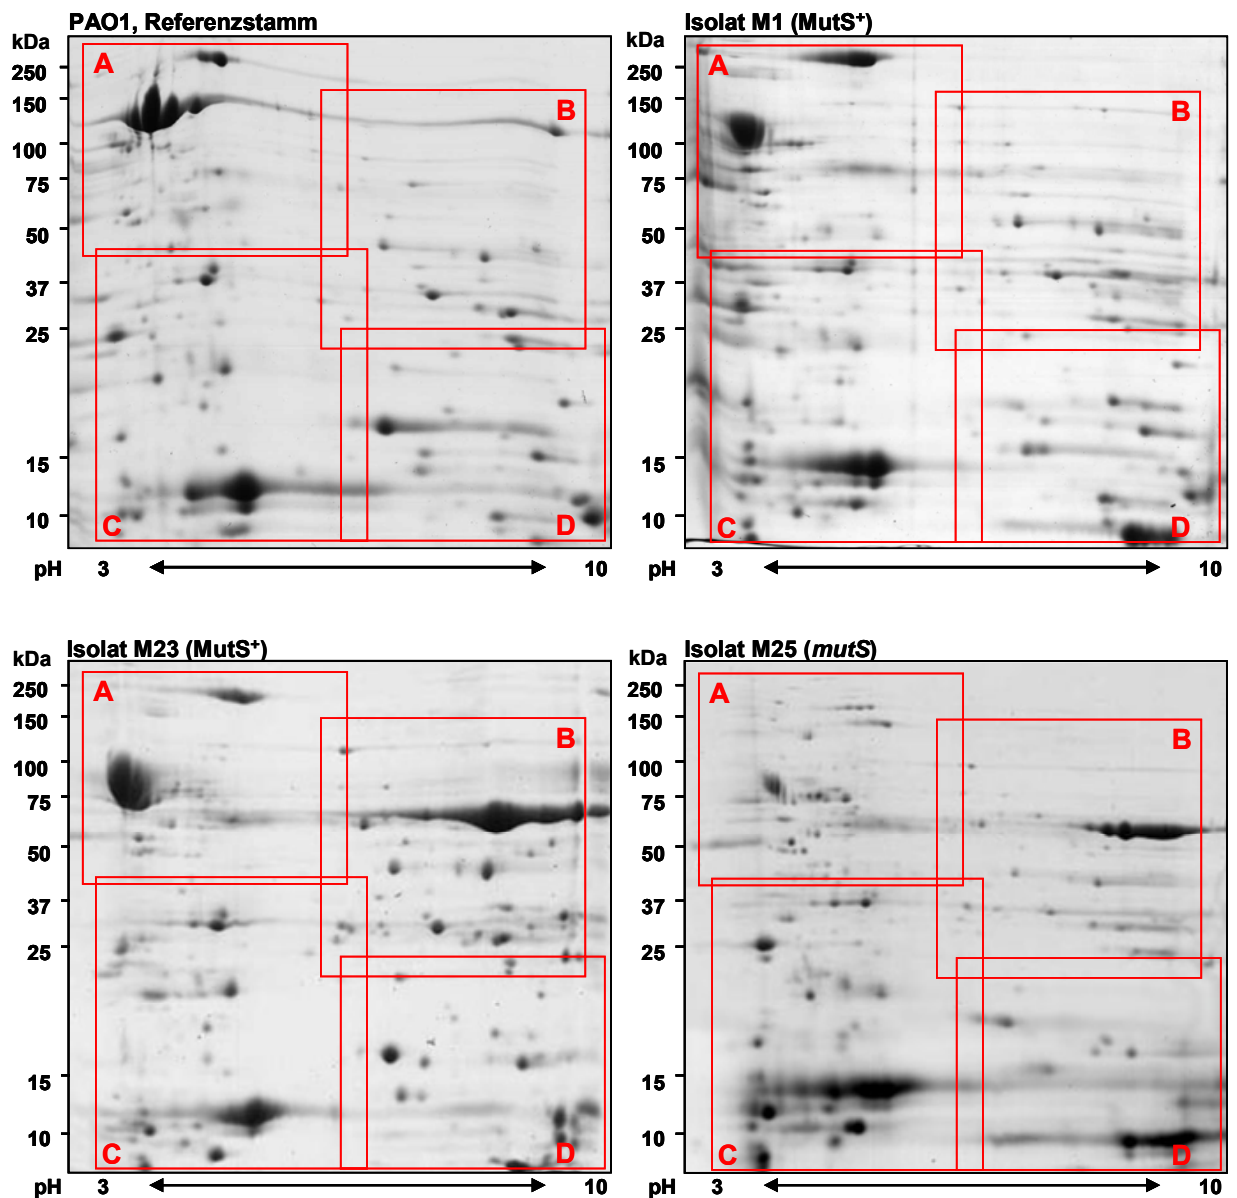 PAO1, Referenzstamm
kDa
A
250
150
B
100
75
50
37
25
15
10
C
D
pH 3 10
Isolat M1 (MutS⁺)
kDa
A
250
150
B
100
75
50
37
25
15
10
C
D
pH 3 10
Isolat M23 (MutS⁺)
kDa
A
250
150
B
100
75
50
37
25
15
10
C
D
pH 3 10
Isolat M25 (mutS)
kDa
A
250
150
B
100
75
50
37
25
15
10
C
D
pH 3 10